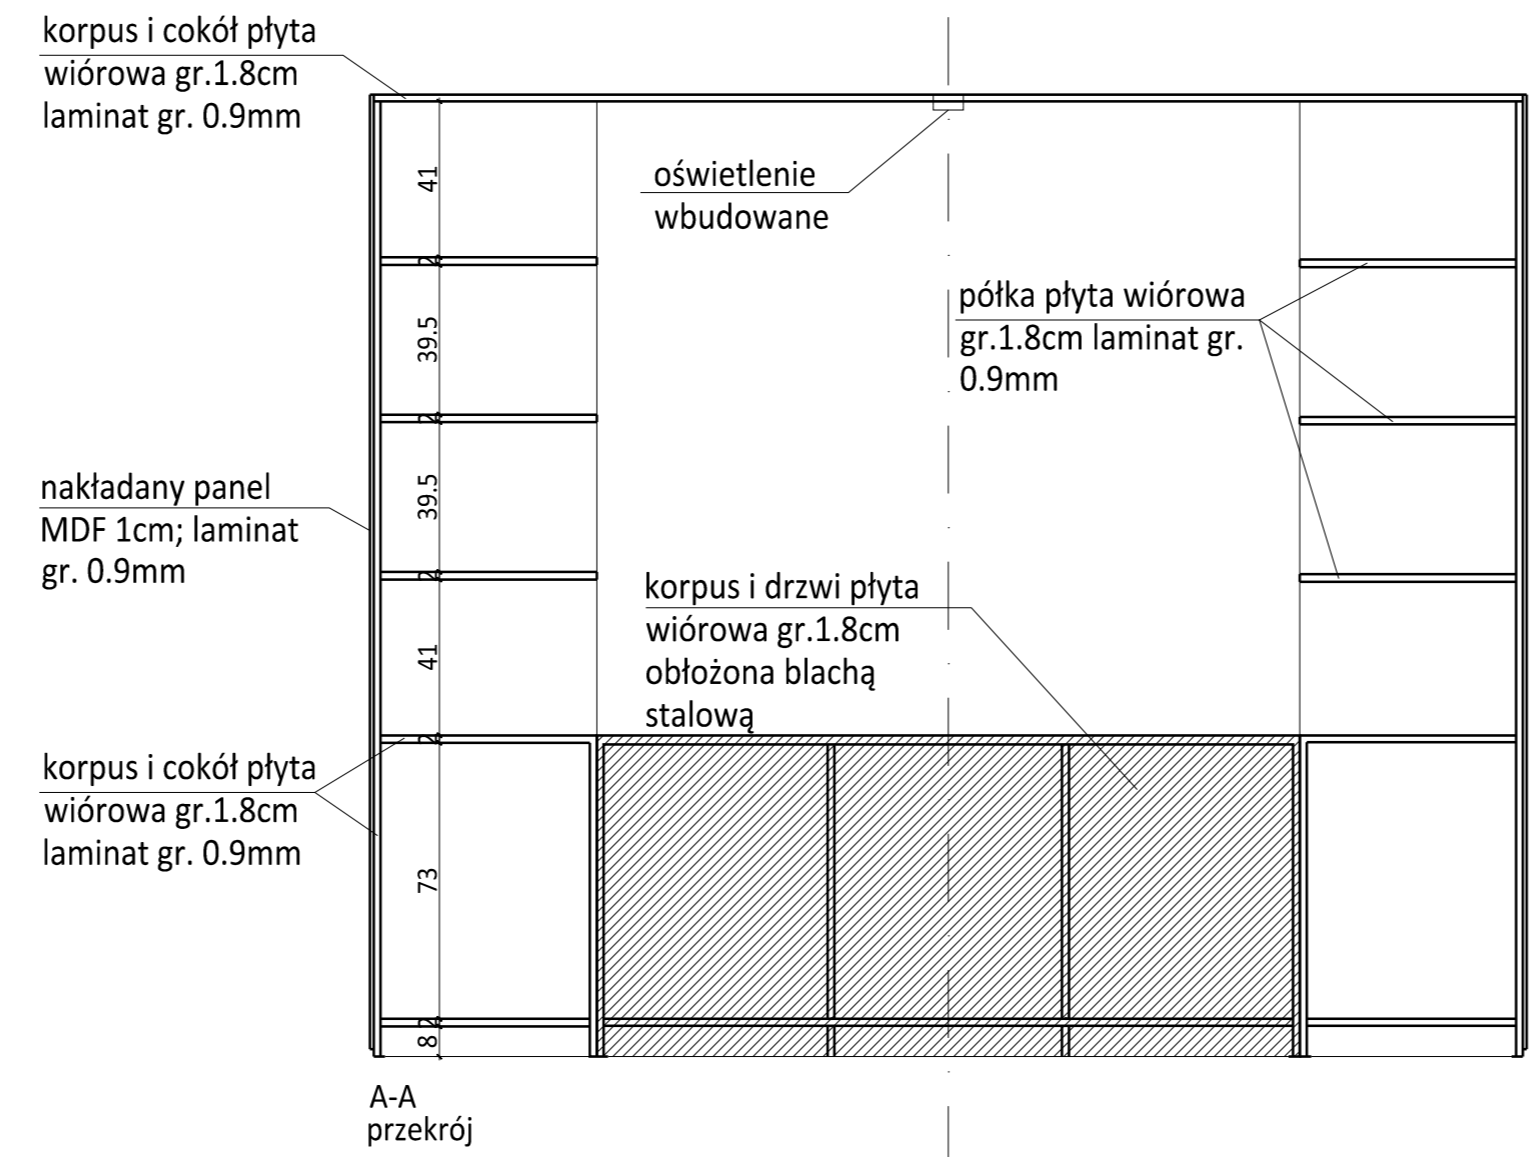 korpus i cokół płyta
wiórowa gr.1.8cm
laminat gr. 0.9mm
oświetlenie
wbudowane
półka płyta wiórowa
gr.1.8cm laminat gr.
0.9mm
nakładany panel
MDF 1cm; laminat
gr. 0.9mm
korpus i drzwi płyta
wiórowa gr.1.8cm
obłożona blachą
stalową
korpus i cokół płyta
wiórowa gr.1.8cm
laminat gr. 0.9mm
41
2
39.5
2
39.5
2
41
2
73
2
8
A-A
przekrój